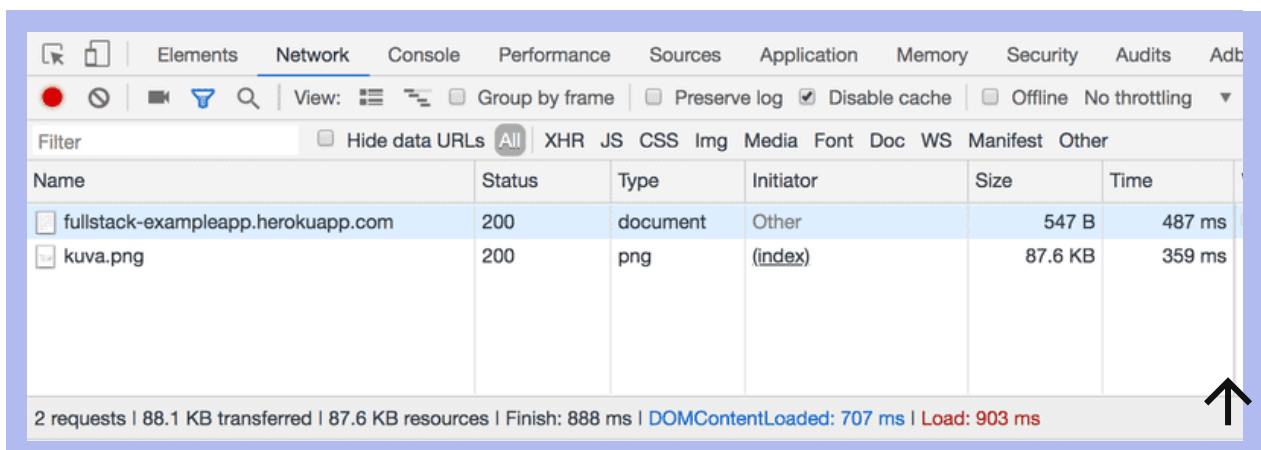 Elements Network Console Performance Sources Application Memory Security Audits Adb
View: Group by frame Preserve log Disable cache Offline No throttling
Filter Hide data URLs All XHR JS CSS Img Media Font Doc WS Manifest Other
Name Status Type Initiator Size Time
fullstack-exampleapp.herokuapp.com 200 document Other 547 B 487 ms
kuva.png 200 png (index) 87.6 KB 359 ms
2 requests | 88.1 KB transferred | 87.6 KB resources | Finish: 888 ms | DOMContentLoaded: 707 ms | Load: 903 ms